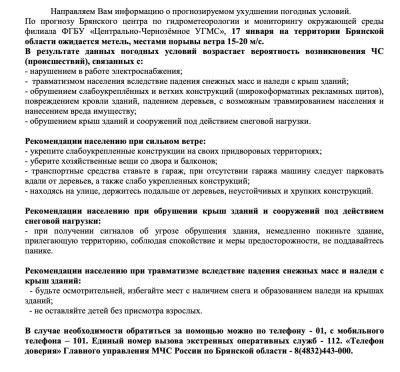 Направляем Вам информацию о прогнозируемом ухудшении погодных условий.
По прогнозу Брянского центра по гидрометеорологии и мониторингу окружающей среды
филиала ФГБУ «Центрально-Чернозёмное УГМС», 17 января на территории Брянской
области ожидается метель, местами порывы ветра 15-20 м/с.
В результате данных погодных условий возрастает вероятность возникновения ЧС
(происшествий), связанных с:
- нарушением в работе электроснабжения;
- травматизмом населения вследствие падения снежных масс и наледи с крыш зданий;
- обрушением слабоукреплённых и ветхих конструкций (широкоформатных рекламных щитов),
повреждением кровли зданий, падением деревьев, с возможным травмированием населения и
нанесением вреда имуществу;
- обрушением крыш зданий и сооружений под действием снеговой нагрузки.
Рекомендации населению при сильном ветре:
- укрепите слабоукрепленные конструкции на своих придворовых территориях;
- уберите хозяйственные вещи со двора и балконов;
- транспортные средства ставьте в гараж, при отсутствии гаража машину следует парковать
вдали от деревьев, а также слабо укрепленных конструкций;
- находясь на улице, держитесь подальше от деревьев, неустойчивых и хрупких конструкций.
Рекомендации населению при обрушении крыш зданий и сооружений под действием
снеговой нагрузки:
- при получении сигналов об угрозе обрушения здания, немедленно покиньте здание,
прилегающую территорию, соблюдая спокойствие и меры предосторожности, не поддавайтесь
панике.
Рекомендации населению при травматизме вследствие падения снежных масс и наледи с
крыш зданий:
- будьте осмотрительней, избегайте мест с наличием снега и образованием наледи на крышах
зданий;
- не оставляйте детей без присмотра взрослых.
В случае необходимости обратиться за помощью можно по телефону - 01, с мобильного
телефона – 101. Единый номер вызова экстренных оперативных служб - 112. «Телефон
доверия» Главного управления МЧС России по Брянской области - 8(4832)443-000.